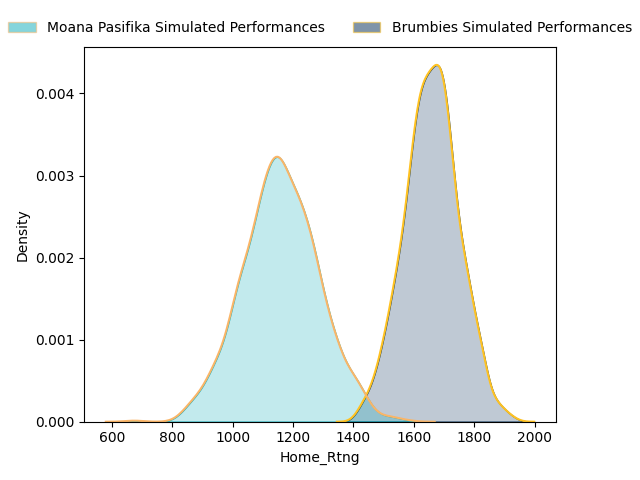 Moana Pasifika Simulated Performances
Brumbies Simulated Performances
Density
0.004
0.003
0.002
0.001
0.000
600 800 1000 1200 1400 1600 1800 2000
Home_Rtng